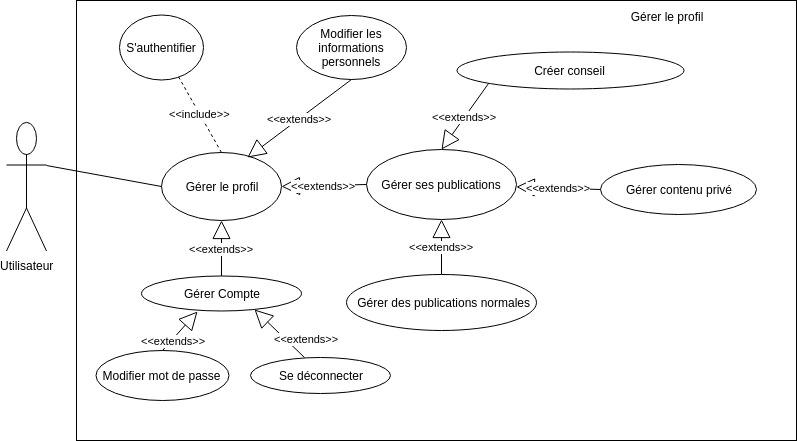 Gérer le profil
S'authentifier
Modifier les
informations
personnels
Créer conseil
<<include>>
<<extends>>
<<extends>>
Gérer le profil
<<extends>>
Gérer ses publications
<<extends>>
Gérer contenu privé
Utilisateur
<<extends>>
<<extends>>
Gérer Compte
Gérer des publications normales
<<extends>>
<<extends>>
Modifier mot de passe
Se déconnecter